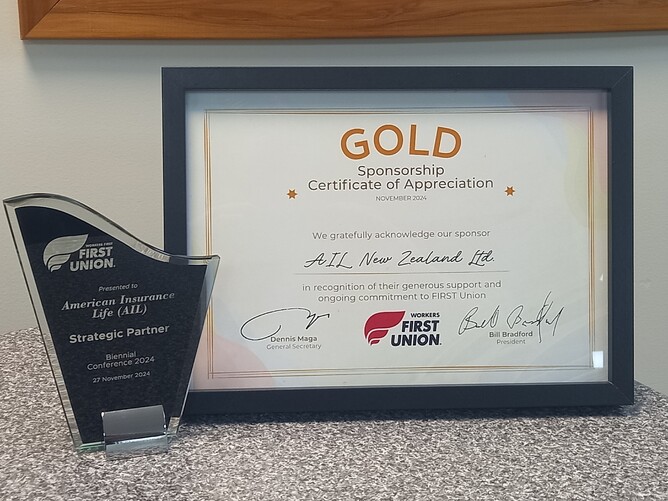 WORKERS FIRST
FIRST
UNION.
Presented to
American Insurance
Life (AIL)
Strategic Partner
Biennial
Conference 2024
27 November 2024
GOLD
Sponsorship
Certificate of Appreciation
NOVEMBER 2024
We gratefully acknowledge our sponsor
AIL New Zealand Ltd.
in recognition of their generous support and
ongoing commitment to FIRST Union
Dennis Maga
General Secretary
WORKERS
FIRST
UNION.
Bill Bradford
Bill Bradford
President